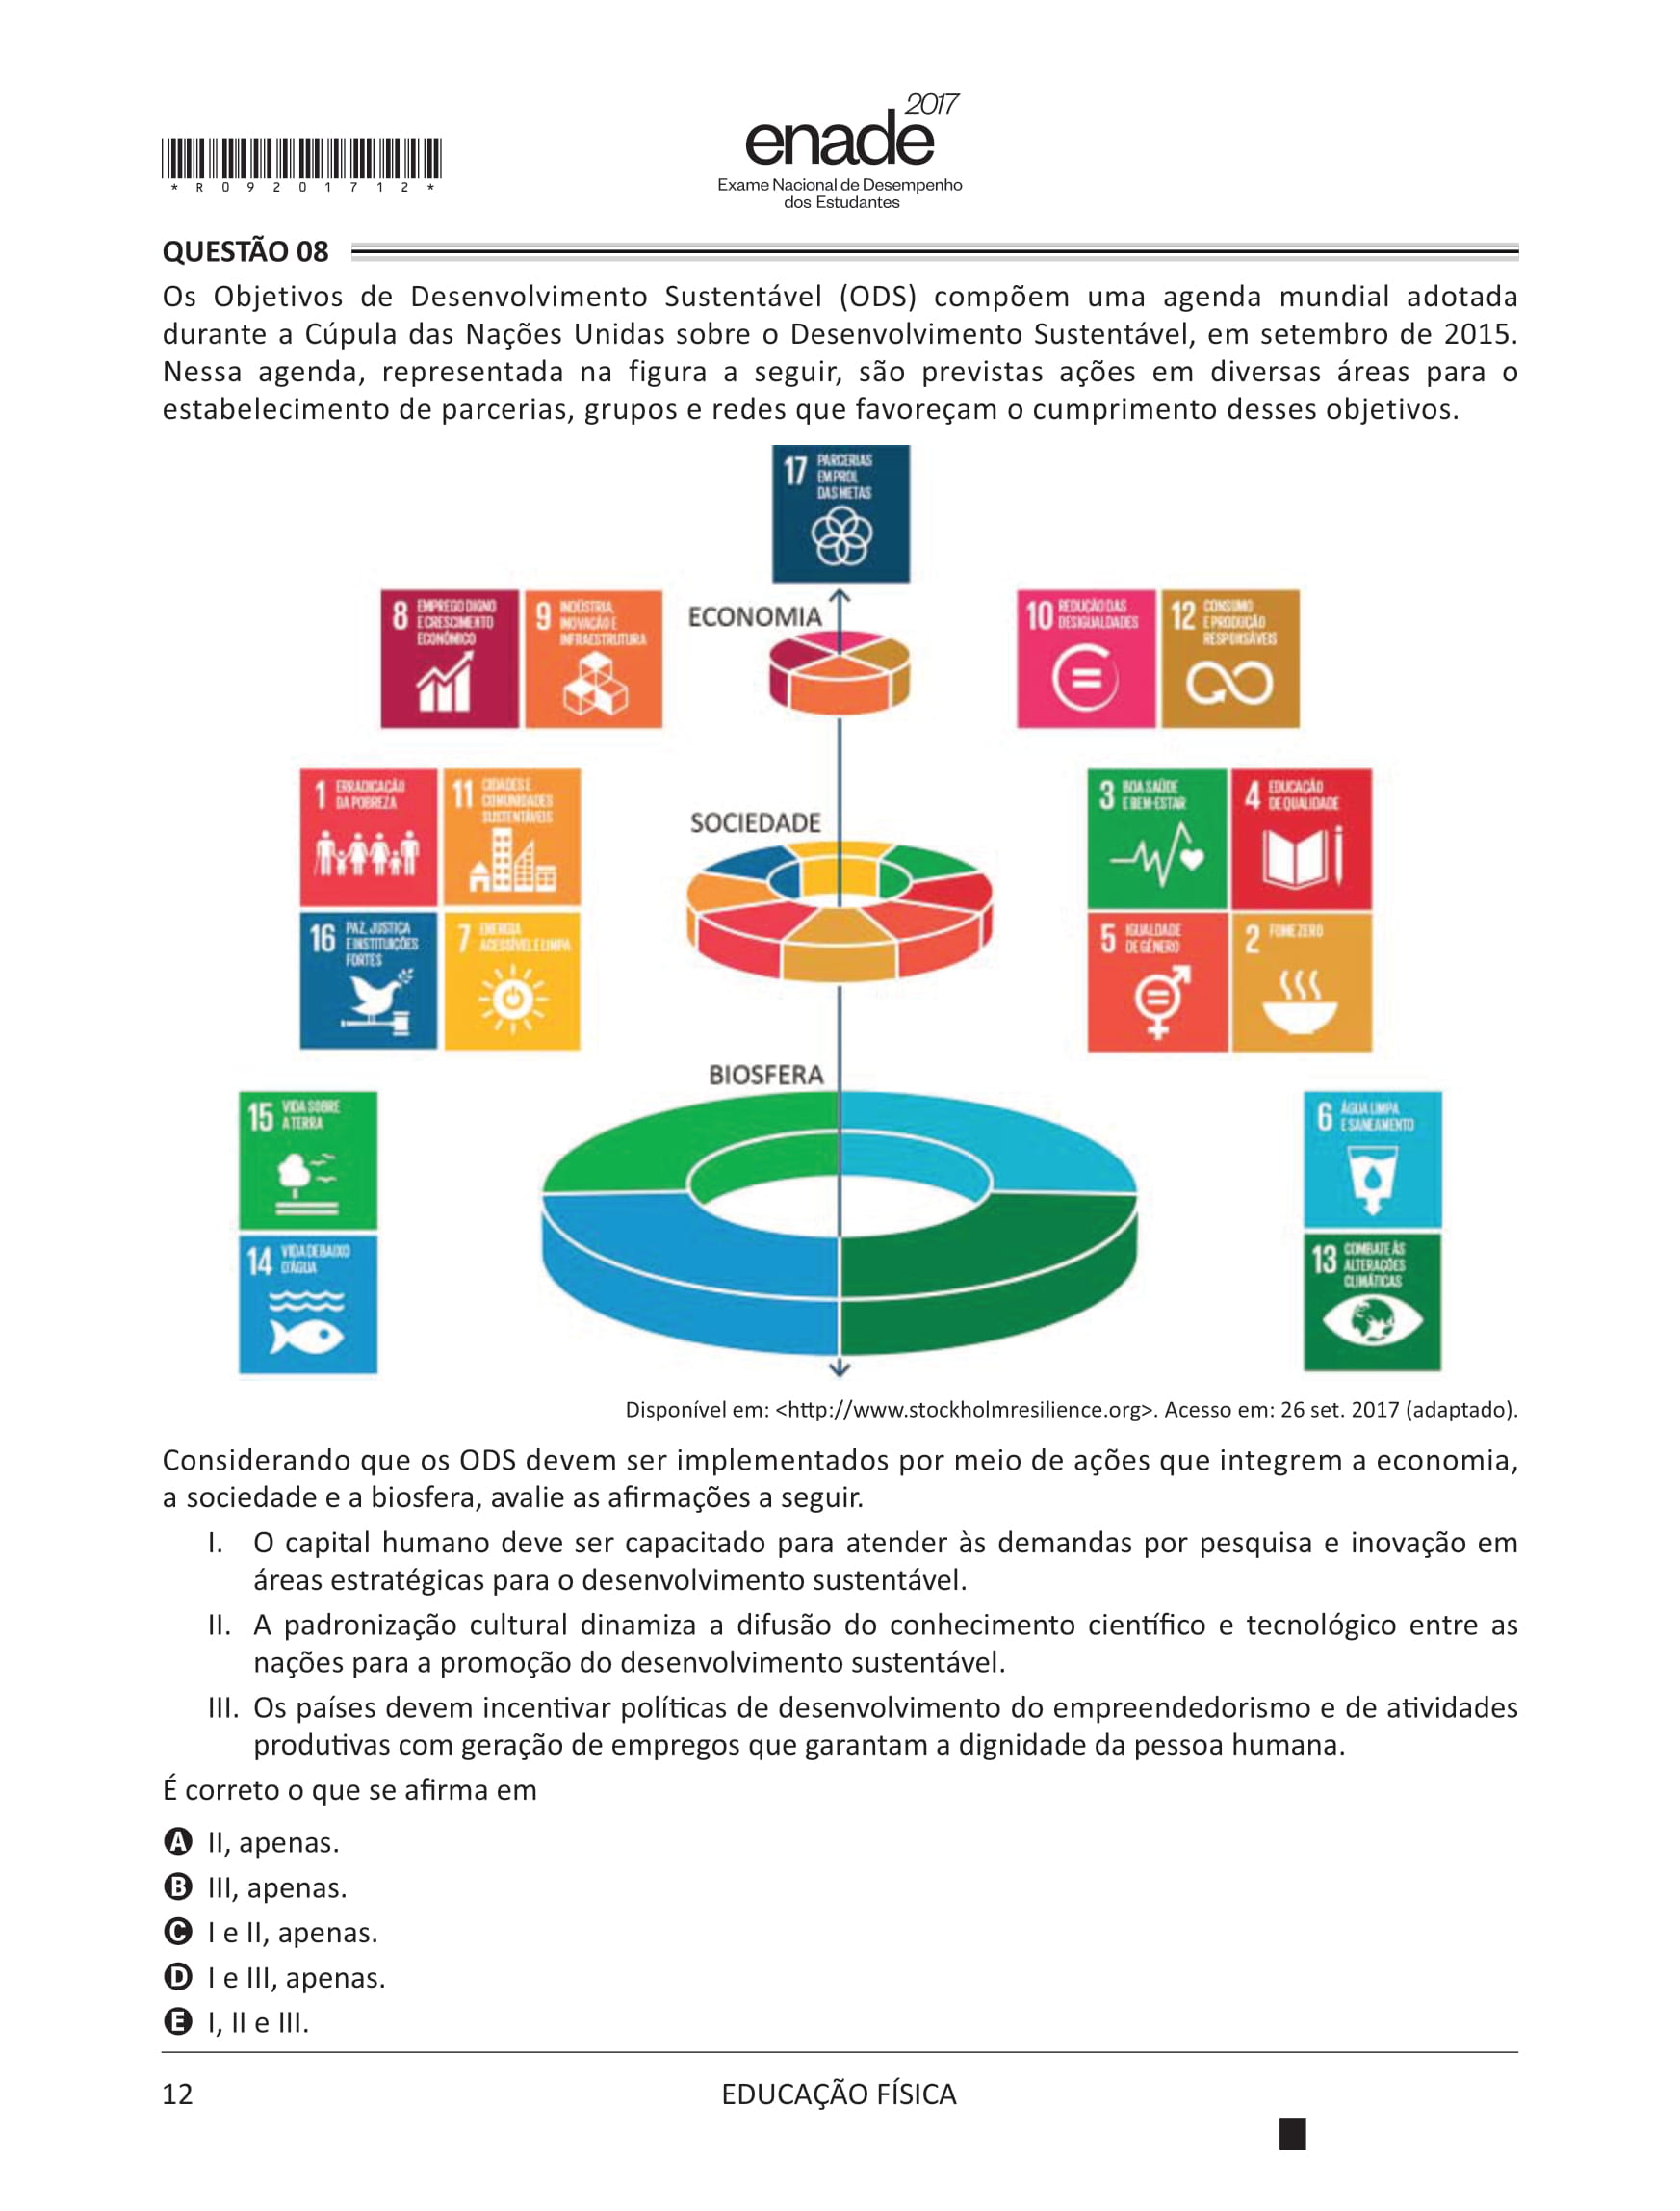 *R09201712*
2017
enade
Exame Nacional de Desempenho
dos Estudantes
QUESTÃO 08
Os Objetivos de Desenvolvimento Sustentável (ODS) compõem uma agenda mundial adotada
durante a Cúpula das Nações Unidas sobre o Desenvolvimento Sustentável, em setembro de 2015.
Nessa agenda, representada na figura a seguir, são previstas ações em diversas áreas para o
estabelecimento de parcerias, grupos e redes que favoreçam o cumprimento desses objetivos.
17 PARCERIAS
EM PROL
DAS METAS
8 EMPREGO DIGNO
E CRESCIMENTO
ECONÔMICO
9 INDÚSTRIA,
INOVAÇÃO E
INFRAESTRUTURA
ECONOMIA
10 REDUÇÃO DAS
DESIGUALDADES
12 CONSUMO
E PRODUÇÃO
RESPONSÁVEIS
1 ERRADICAÇÃO
DA POBREZA
11 CIDADES E
COMUNIDADES
SUSTENTÁVEIS
SOCIEDADE
3 BOA SAÚDE
E BEM-ESTAR
4 EDUCAÇÃO
DE QUALIDADE
16 PAZ, JUSTIÇA
E INSTITUIÇÕES
FORTES
7 ENERGIA
ACESSÍVEL E LIMPA
5 IGUALDADE
DE GÊNERO
2 FOME ZERO
BIOSFERA
15 VIDA SOBRE
A TERRA
6 ÁGUA LIMPA
E SANEAMENTO
14 VIDA DEBAIXO
D'ÁGUA
13 COMBATE ÀS
ALTERAÇÕES
CLIMÁTICAS
Disponível em: <http://www.stockholmresilience.org>. Acesso em: 26 set. 2017 (adaptado).
Considerando que os ODS devem ser implementados por meio de ações que integrem a economia,
a sociedade e a biosfera, avalie as afirmações a seguir.
I. O capital humano deve ser capacitado para atender às demandas por pesquisa e inovação em
áreas estratégicas para o desenvolvimento sustentável.
II. A padronização cultural dinamiza a difusão do conhecimento científico e tecnológico entre as
nações para a promoção do desenvolvimento sustentável.
III. Os países devem incentivar políticas de desenvolvimento do empreendedorismo e de atividades
produtivas com geração de empregos que garantam a dignidade da pessoa humana.
É correto o que se afirma em
A II, apenas.
B III, apenas.
C I e II, apenas.
D I e III, apenas.
E I, II e III.
12
EDUCAÇÃO FÍSICA